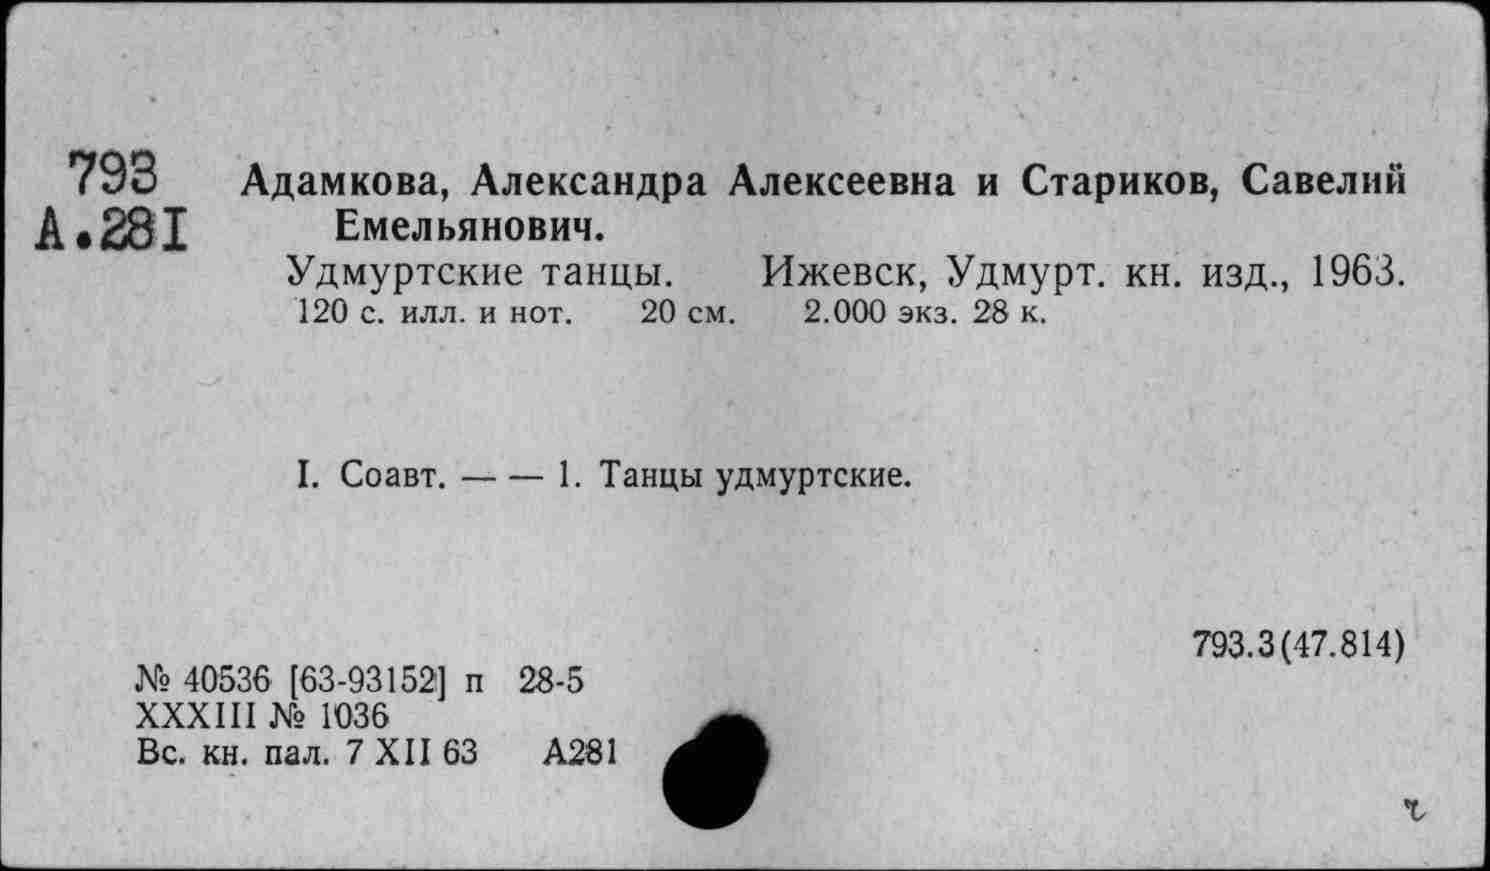 793
А.281
Адамкова, Александра Алексеевна и Стариков, Савелий
Емельянович.
Удмуртские танцы. Ижевск, Удмурт. кн. изд., 1963.
120 с. илл. и нот. 20 см. 2.000 экз. 28 к.
I. Соавт. — — 1. Танцы удмуртские.
793.3(47.814)
№ 40536 [63-93152] п 28-5
XXXIII № 1036
Вс. кн. пал. 7 XII 63 А281